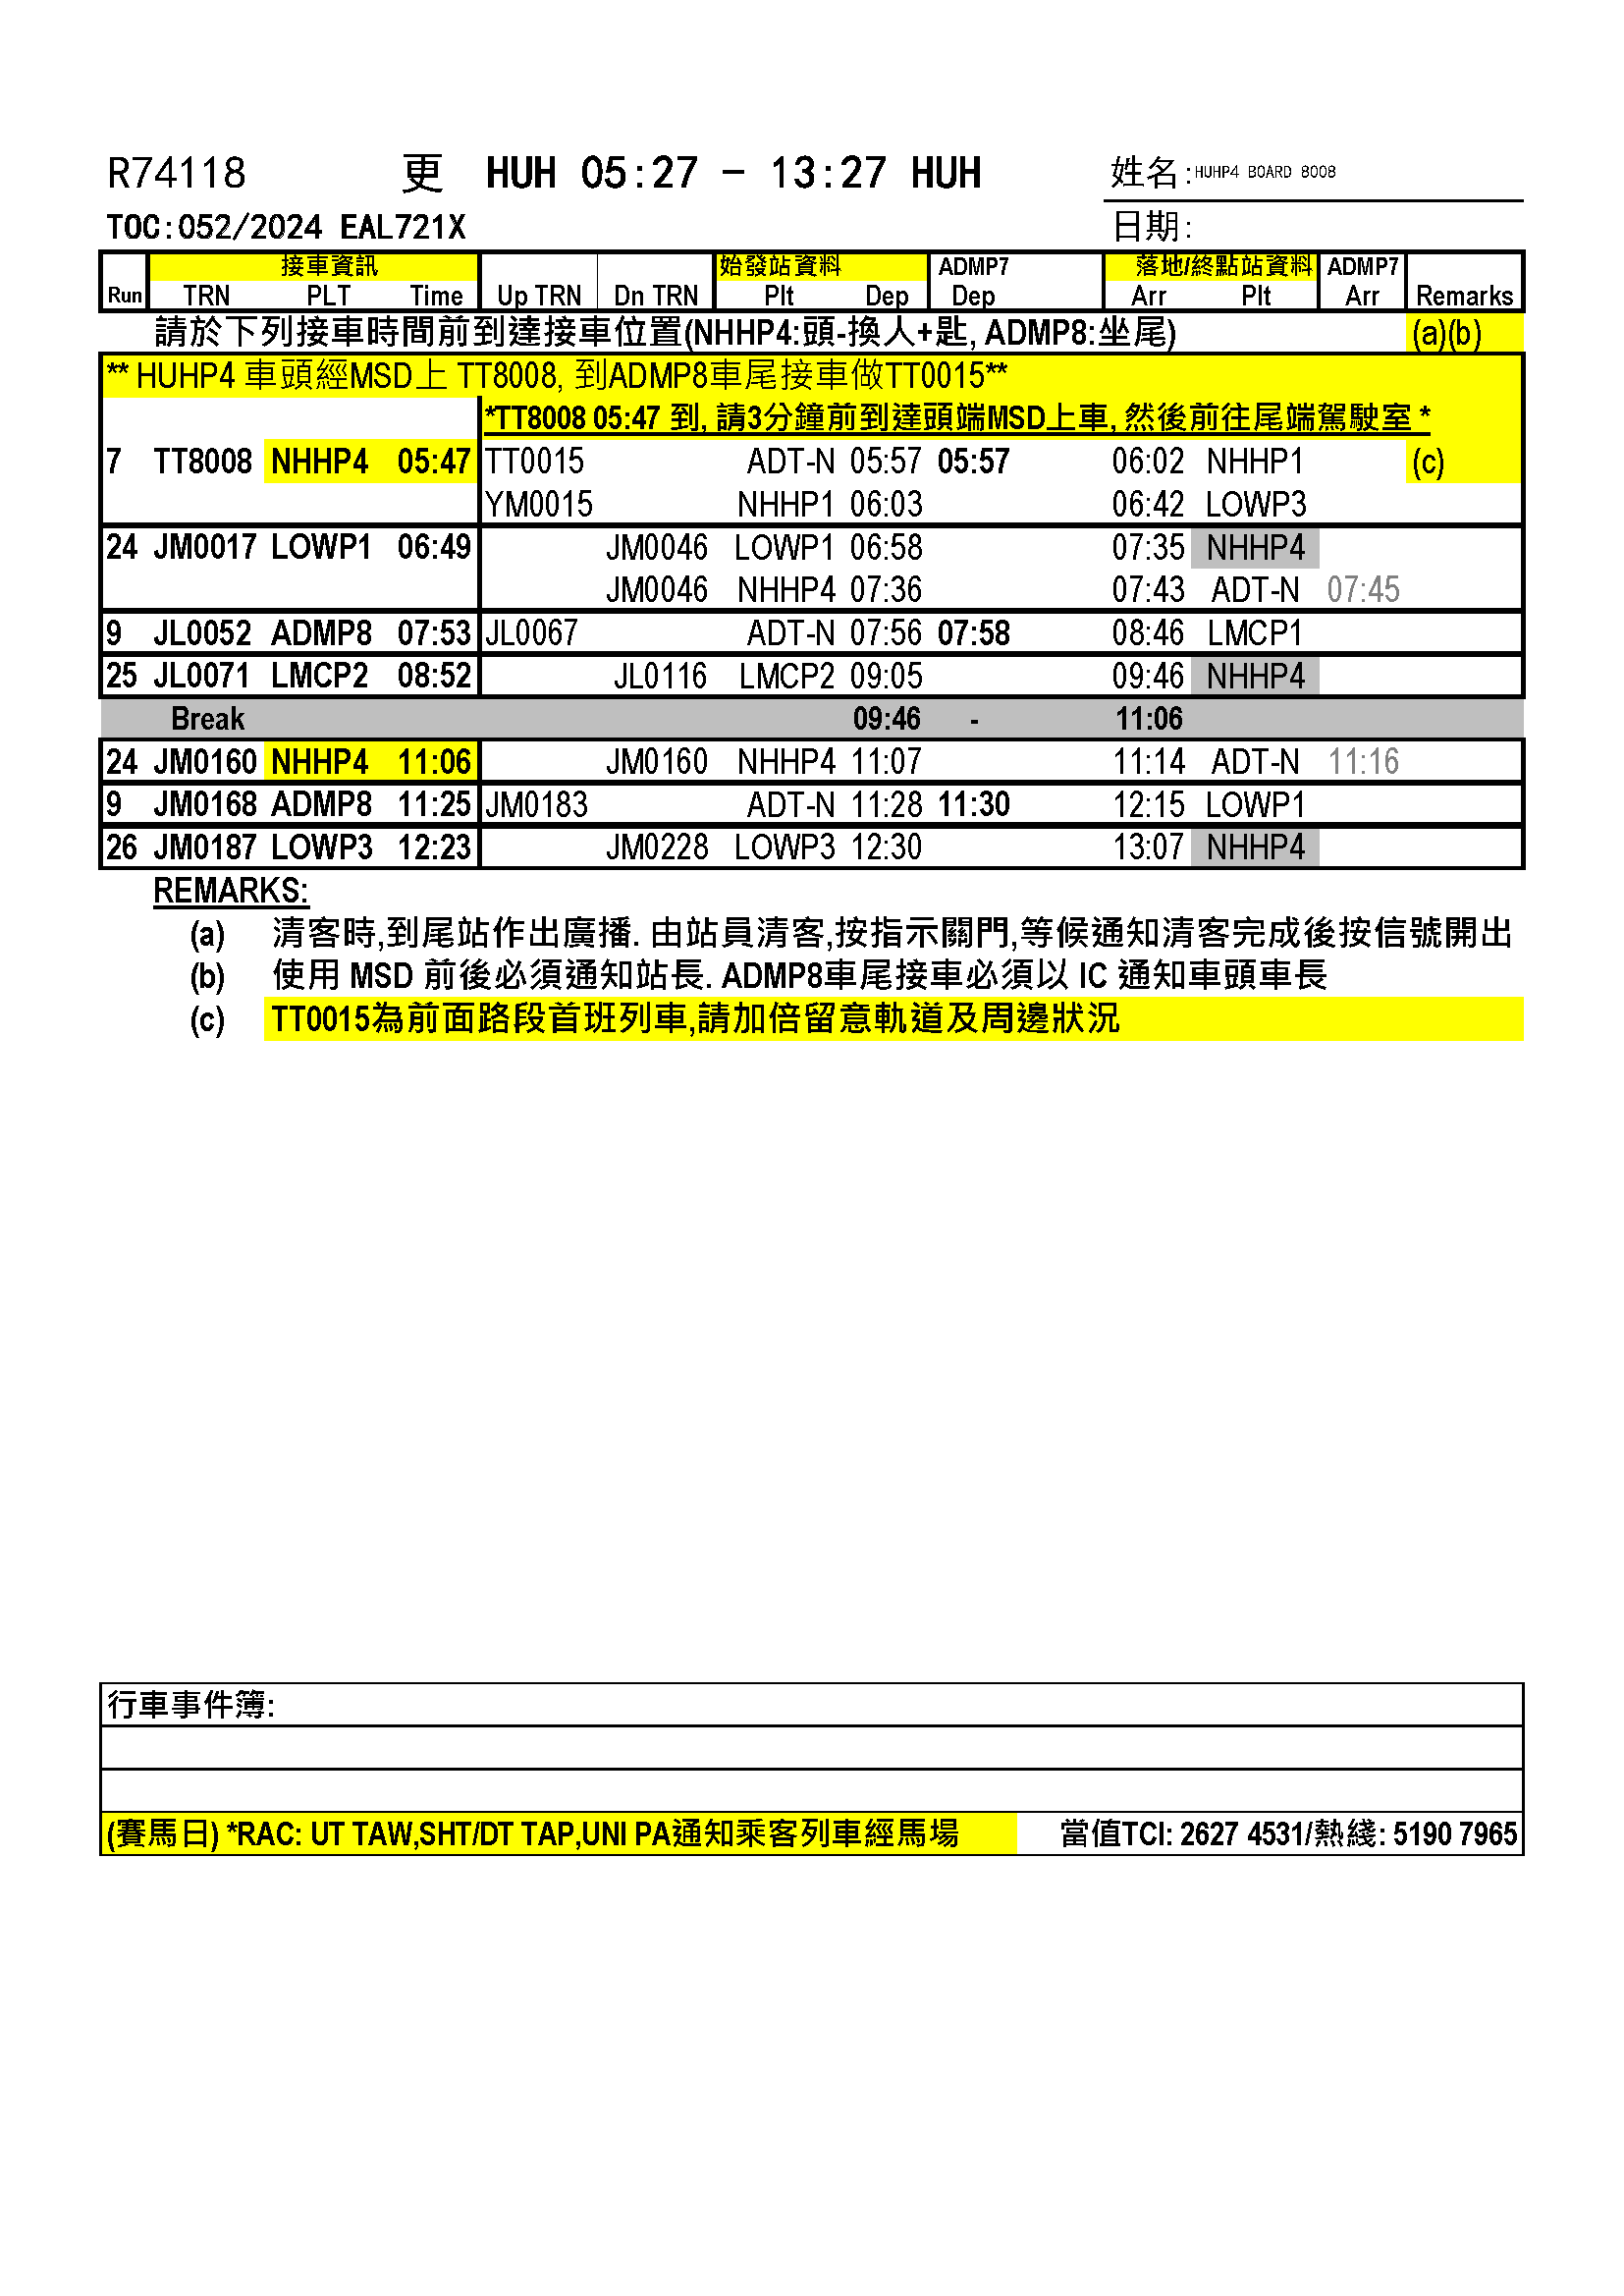 R74118 更 HUH 05:27 - 13:27 HUH 姓名:HUHP4 BOARD 8008
TOC:052/2024 EAL721X 日期:
接車資訊 始發站資料 ADMP7 落地/終點站資料 ADMP7
Run TRN PLT Time Up TRN Dn TRN Plt Dep Dep Arr Plt Arr Remarks
請於下列接車時間前到達接車位置(NHHP4:頭-換人+匙, ADMP8:坐尾) (a)(b)
** HUHP4 車頭經MSD上 TT8008, 到ADMP8車尾接車做TT0015**
*TT8008 05:47 到, 請3分鐘前到達頭端MSD上車, 然後前往尾端駕駛室 *
7 TT8008 NHHP4 05:47 TT0015 ADT-N 05:57 05:57 06:02 NHHP1 (c)
YM0015 NHHP1 06:03 06:42 LOWP3
24 JM0017 LOWP1 06:49 JM0046 LOWP1 06:58 07:35 NHHP4
JM0046 NHHP4 07:36 07:43 ADT-N 07:45
9 JL0052 ADMP8 07:53 JL0067 ADT-N 07:56 07:58 08:46 LMCP1
25 JL0071 LMCP2 08:52 JL0116 LMCP2 09:05 09:46 NHHP4
Break 09:46 - 11:06
24 JM0160 NHHP4 11:06 JM0160 NHHP4 11:07 11:14 ADT-N 11:16
9 JM0168 ADMP8 11:25 JM0183 ADT-N 11:28 11:30 12:15 LOWP1
26 JM0187 LOWP3 12:23 JM0228 LOWP3 12:30 13:07 NHHP4
REMARKS:
(a) 清客時,到尾站作出廣播. 由站員清客,按指示關門,等候通知清客完成後按信號開出
(b) 使用 MSD 前後必須通知站長. ADMP8車尾接車必須以 IC 通知車頭車長
(c) TT0015為前面路段首班列車,請加倍留意軌道及周邊狀況
行車事件簿:
(賽馬日) *RAC: UT TAW,SHT/DT TAP,UNI PA通知乘客列車經馬場 當值TCI: 2627 4531/熱綫: 5190 7965